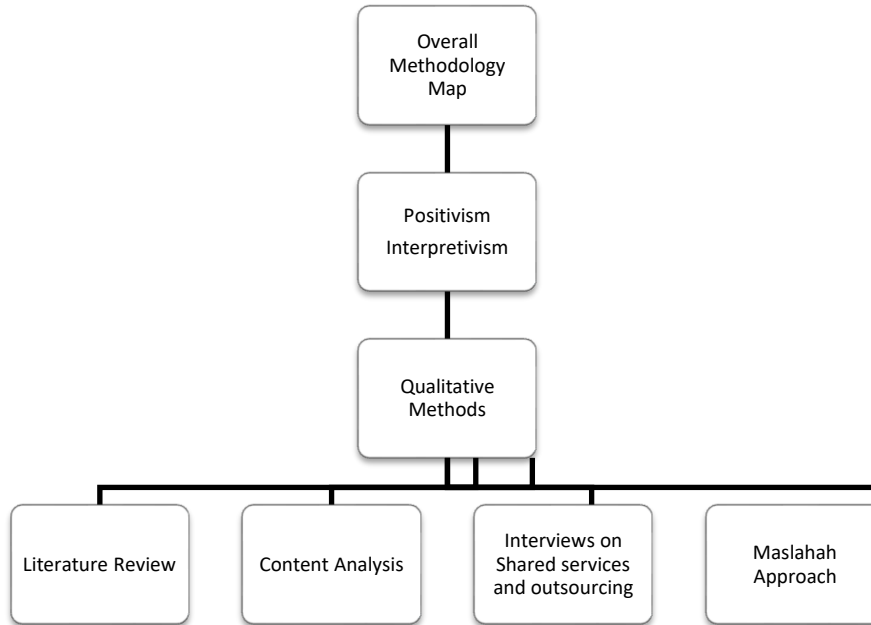 Overall
Methodology
Map
Positivism
Interpretivism
Qualitative
Methods
Literature Review
Content Analysis
Interviews on
Shared services
and outsourcing
Maslahah
Approach